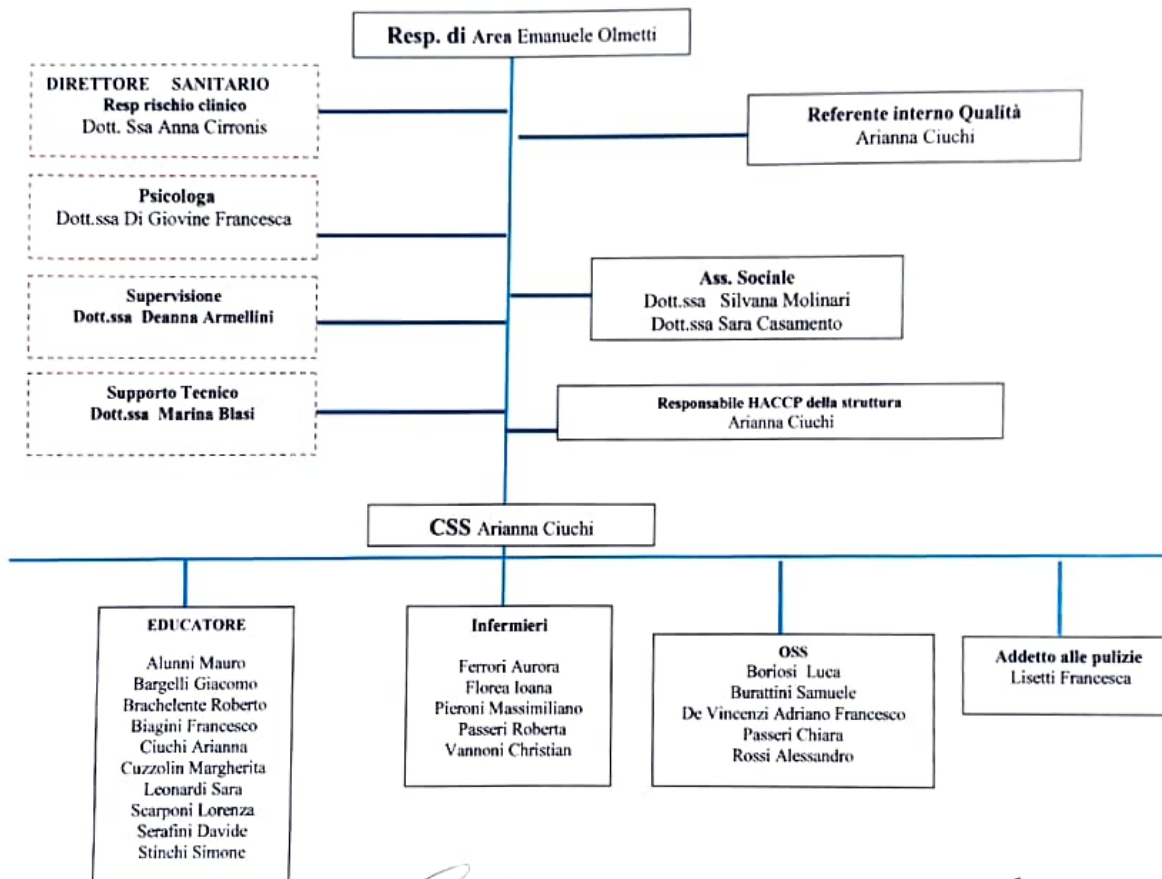 Resp. di Area Emanuele Olmetti
DIRETTORE SANITARIO
Resp rischio clinico
Dott. Ssa Anna Cirronis
Referente interno Qualità
Arianna Ciuchi
Psicologa
Dott.ssa Di Giovine Francesca
Ass. Sociale
Dott.ssa Silvana Molinari
Dott.ssa Sara Casamento
Supervisione
Dott.ssa Deanna Armellini
Supporto Tecnico
Dott.ssa Marina Blasi
Responsabile HACCP della struttura
Arianna Ciuchi
CSS Arianna Ciuchi
EDUCATORE
Alunni Mauro
Bargelli Giacomo
Brachelente Roberto
Biagini Francesco
Ciuchi Arianna
Cuzzolin Margherita
Leonardi Sara
Scarponi Lorenza
Serafini Davide
Stinchi Simone
Infermieri
Ferrori Aurora
Florea Ioana
Pieroni Massimiliano
Passeri Roberta
Vannoni Christian
OSS
Boriosi Luca
Burattini Samuele
De Vincenzi Adriano Francesco
Passeri Chiara
Rossi Alessandro
Addetto alle pulizie
Lisetti Francesca